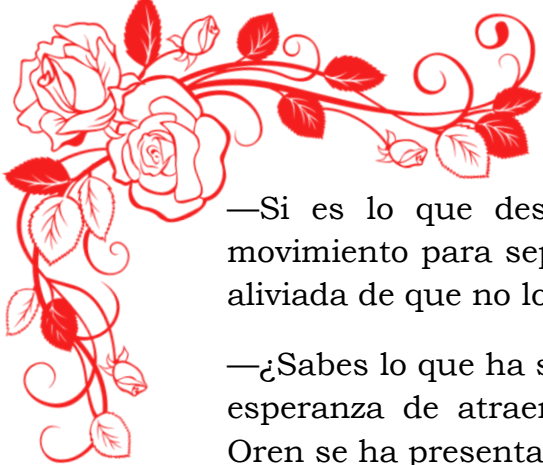 —Si es lo que des
movimiento para sep
aliviada de que no lo
—¿Sabes lo que ha s
esperanza de atraer
Oren se ha presenta